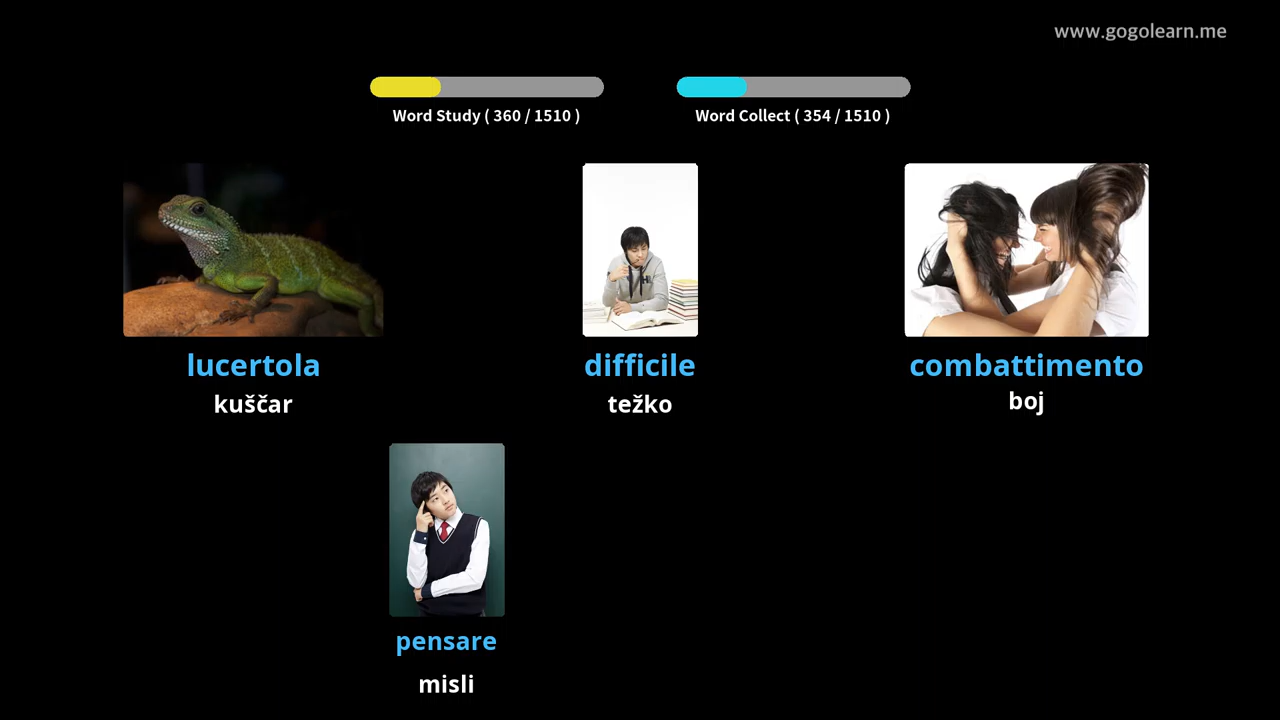 www.gogolearn.me
Word Study ( 360 / 1510 )
Word Collect ( 354 / 1510 )
lucertola
kuščar
difficile
težko
combattimento
boj
pensare
misli